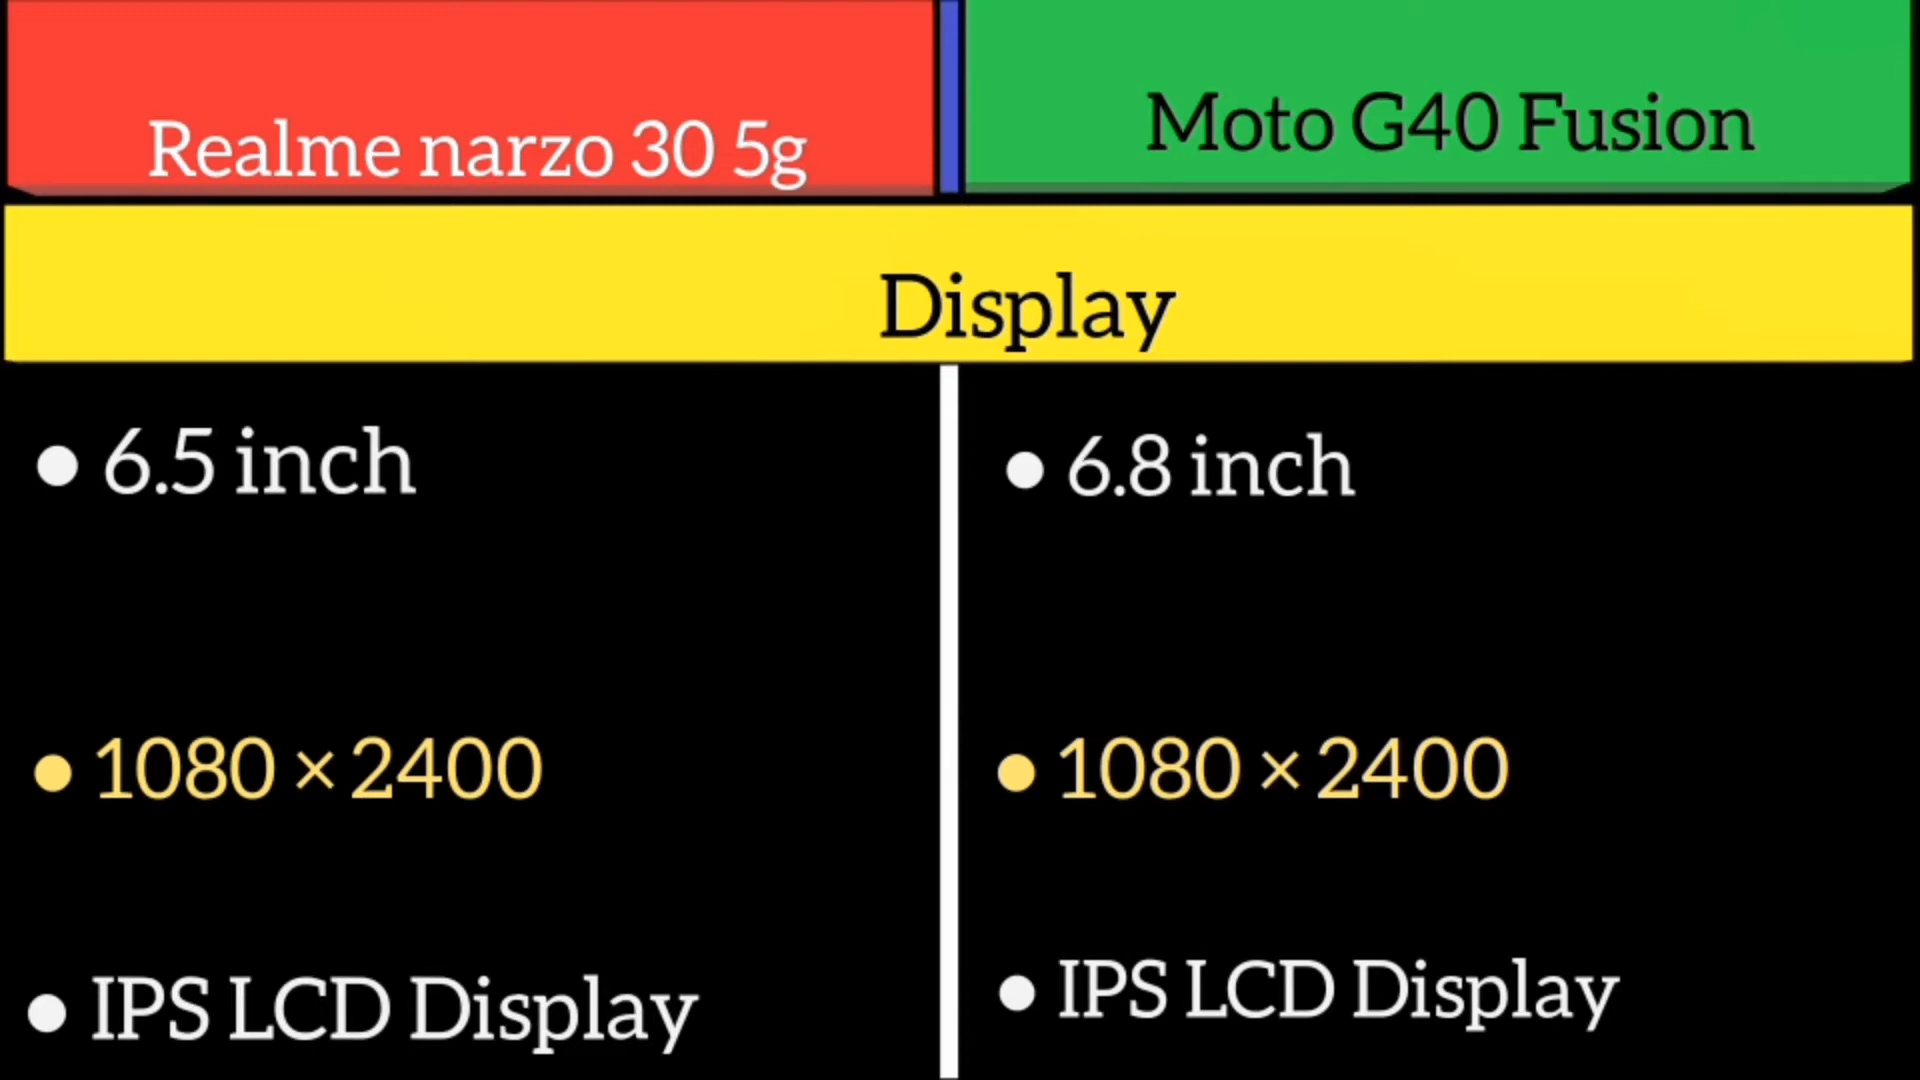 Realme narzo 30 5g
Moto G40 Fusion
Display
• 6.5 inch
• 6.8 inch
• 1080 × 2400
• 1080 × 2400
• IPS LCD Display
• IPS LCD Display